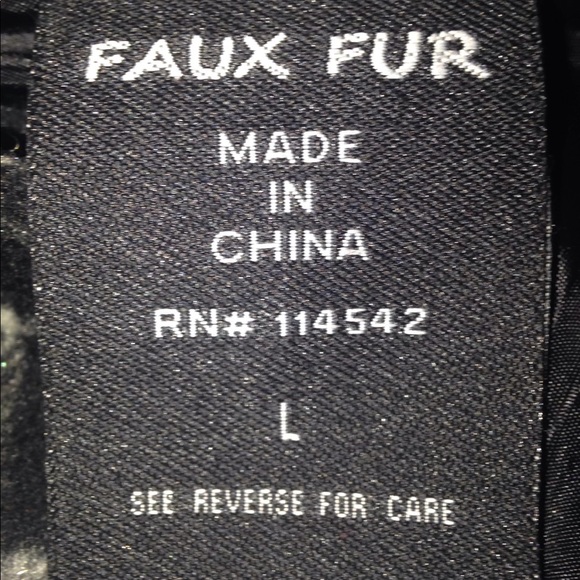 FAUX FUR
MADE
IN
CHINA
RN# 114542
L
SEE REVERSE FOR CARE